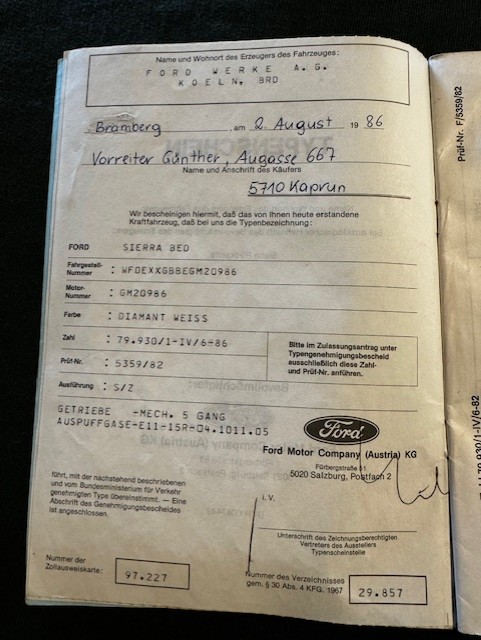 Name und Wohnort des Erzeugers des Fahrzeuges:
FORD WERKE A.G.
KOELN, BRD
Bramberg am 2. August 1986
Vorreiter Günther, Augasse 667
Name und Anschrift des Käufers
5710 Kaprun
Wir bescheinigen hiermit, daß das von Ihnen heute erstandene
Kraftfahrzeug, daß bei uns die Typenbezeichnung:
FORD SIERRA BED
Fahrgestell-Nummer : WF0EXXGBBEGM20986
Motor-Nummer : GM20986
Farbe : DIAMANT WEISS
Zahl : 79.930/1-IV/6-86
Prüf-Nr. : 5359/82
Ausführung : S/Z
Bitte im Zulassungsantrag unter
Typengenehmigungsbescheid
ausschließlich diese Zahl-
und Prüf-Nr. anführen.
GETRIEBE -MECH. 5 GANG
AUSPUFFGASE-E11-15R-04.1011.05
Ford
Ford Motor Company (Austria) KG
Fürbergstraße 51
5020 Salzburg, Postfach 2
führt, mit der nachstehend beschriebenen
und vom Bundesministerium für Verkehr
genehmigten Type übereinstimmt. — Eine
Abschrift des Genehmigungsbescheides
ist angeschlossen.
i.V.
Unterschrift des Zeichnungsberechtigten
Vertreters des Ausstellers
Typenscheinstelle
Nummer der
Zollausweiskarte: 97.227
Nummer des Verzeichnisses
gem. § 30 Abs. 4 KFG. 1967 29.857
Prüf-Nr. F/5359/82